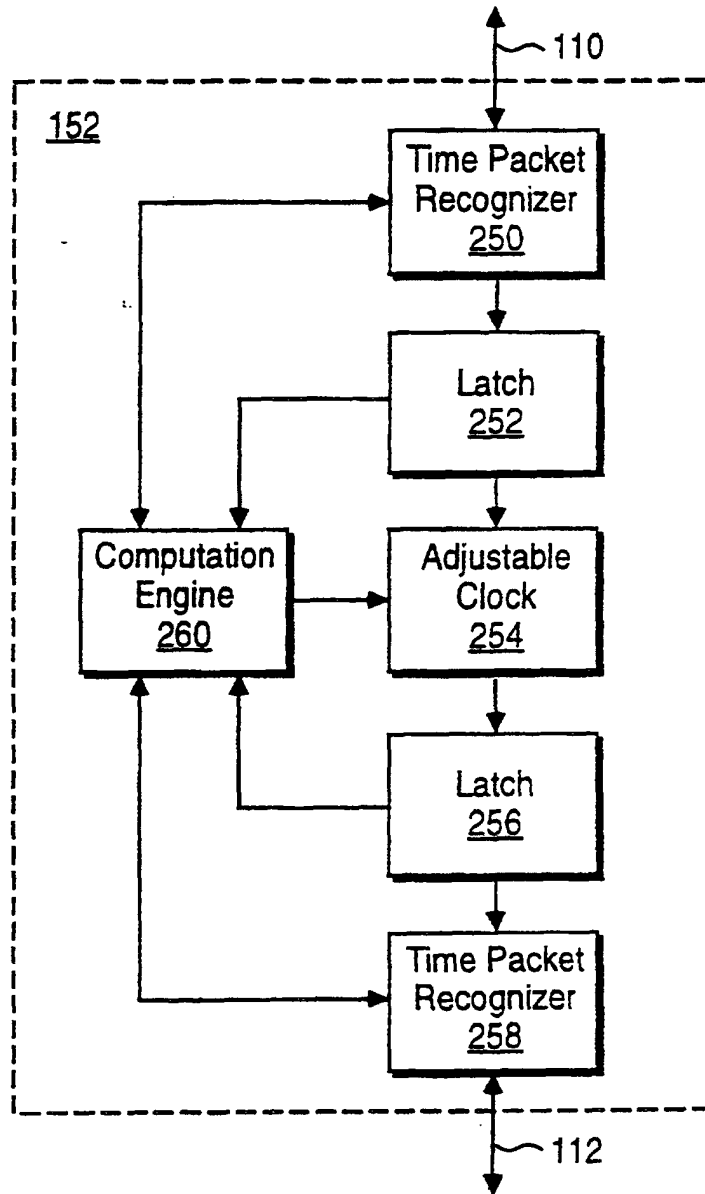 110
152
Time Packet
Recognizer
250
Latch
252
Computation
Engine
260
Adjustable
Clock
254
Latch
256
Time Packet
Recognizer
258
112